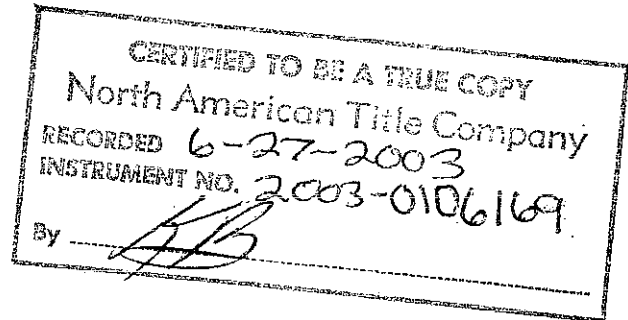 CERTIFIED TO BE A TRUE COPY
North American Title Company
RECORDED 6-27-2003
INSTRUMENT NO. 2003-0106169
By